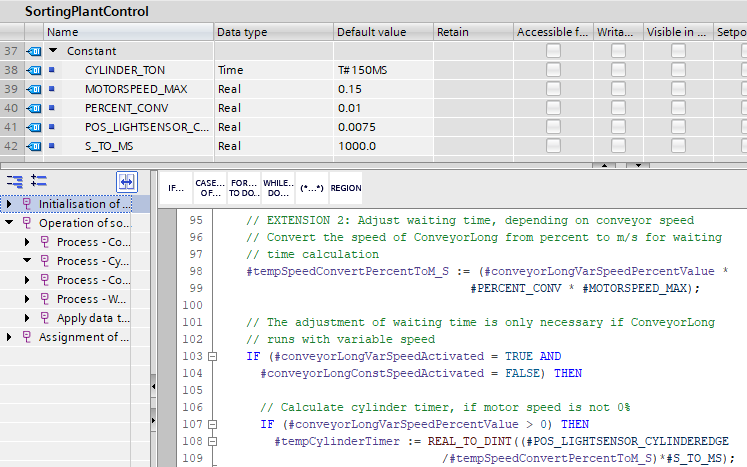 SortingPlantControl
Name Data type Default value Retain Accessible f... Writa... Visible in ... Setpo
37 Constant
38 CYLINDER_TON Time T#150MS
39 MOTORSPEED_MAX Real 0.15
40 PERCENT_CONV Real 0.01
41 POS_LIGHTSENSOR_C... Real 0.0075
42 S_TO_MS Real 1000.0
IF... CASE... OF... FOR... TO DO... WHILE.. DO... (*...*) REGION
Initialisation of ...
Operation of so...
Process - Co...
Process - Cy...
Process - Co...
Process - W...
Apply data t...
Assignment of ...
95 // EXTENSION 2: Adjust waiting time, depending on conveyor speed
96 // Convert the speed of ConveyorLong from percent to m/s for waiting
97 // time calculation
98 #tempSpeedConvertPercentToM_S := (#conveyorLongVarSpeedPercentValue *
99 #PERCENT_CONV * #MOTORSPEED_MAX);
100
101 // The adjustment of waiting time is only necessary if ConveyorLong
102 // runs with variable speed
103 IF (#conveyorLongVarSpeedActivated = TRUE AND
104 #conveyorLongConstSpeedActivated = FALSE) THEN
105
106 // Calculate cylinder timer, if motor speed is not 0%
107 IF (#conveyorLongVarSpeedPercentValue > 0) THEN
108 #tempCylinderTimer := REAL_TO_DINT((#POS_LIGHTSENSOR_CYLINDEREDGE
109 /#tempSpeedConvertPercentToM_S)*#S_TO_MS);